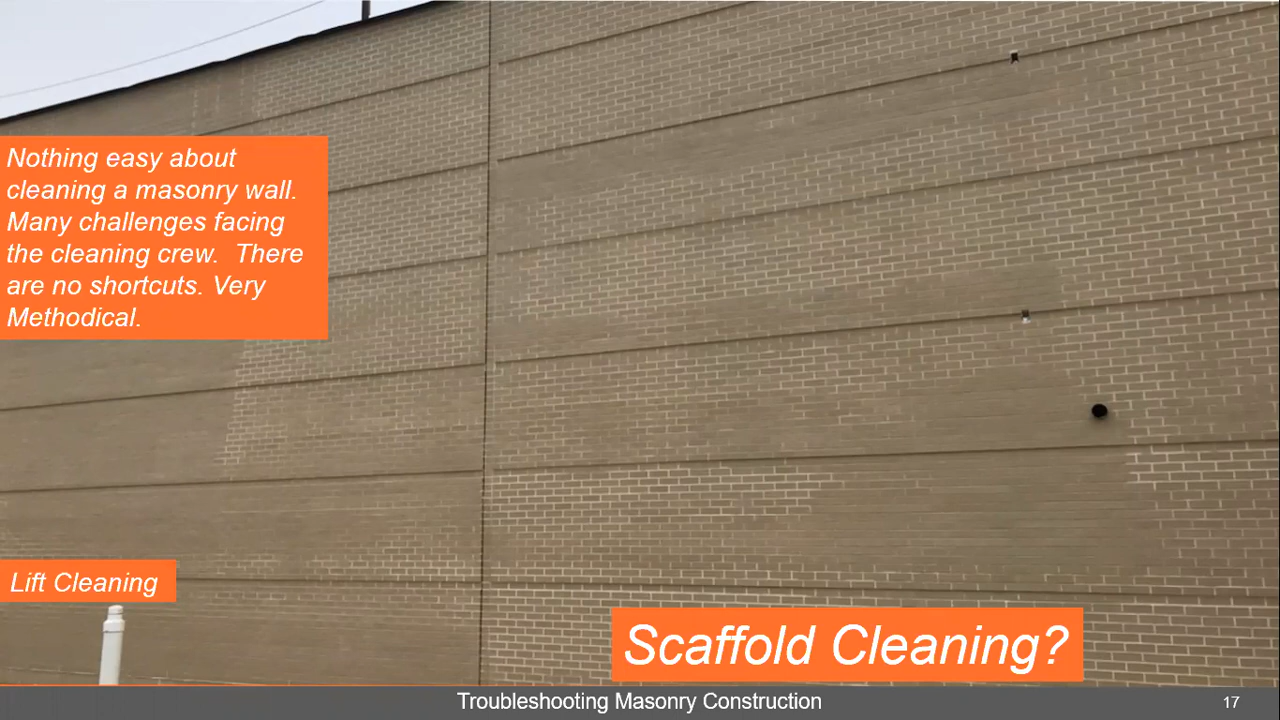 Nothing easy about
cleaning a masonry wall.
Many challenges facing
the cleaning crew.  There
are no shortcuts. Very
Methodical.
Lift Cleaning
Scaffold Cleaning?
Troubleshooting Masonry Construction
17